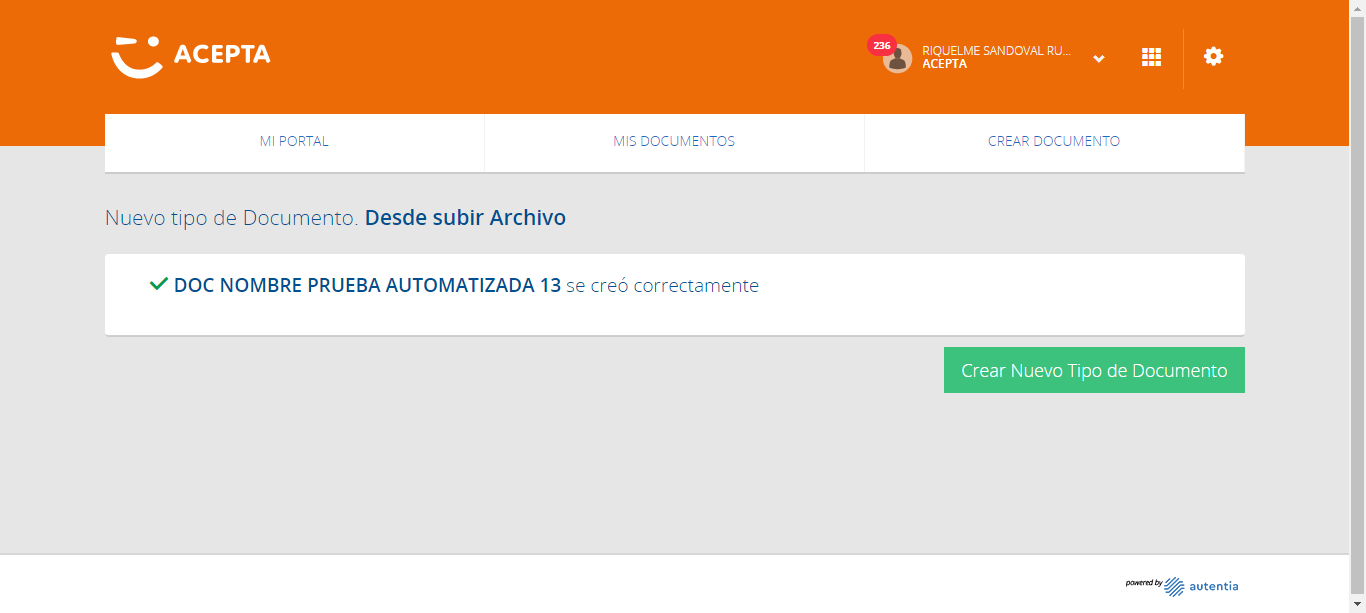 ACEPTA
236
RIQUELME SANDOVAL RU...
ACEPTA
MI PORTAL
MIS DOCUMENTOS
CREAR DOCUMENTO
Nuevo tipo de Documento. Desde subir Archivo
DOC NOMBRE PRUEBA AUTOMATIZADA 13 se creó correctamente
Crear Nuevo Tipo de Documento
powered by autentia